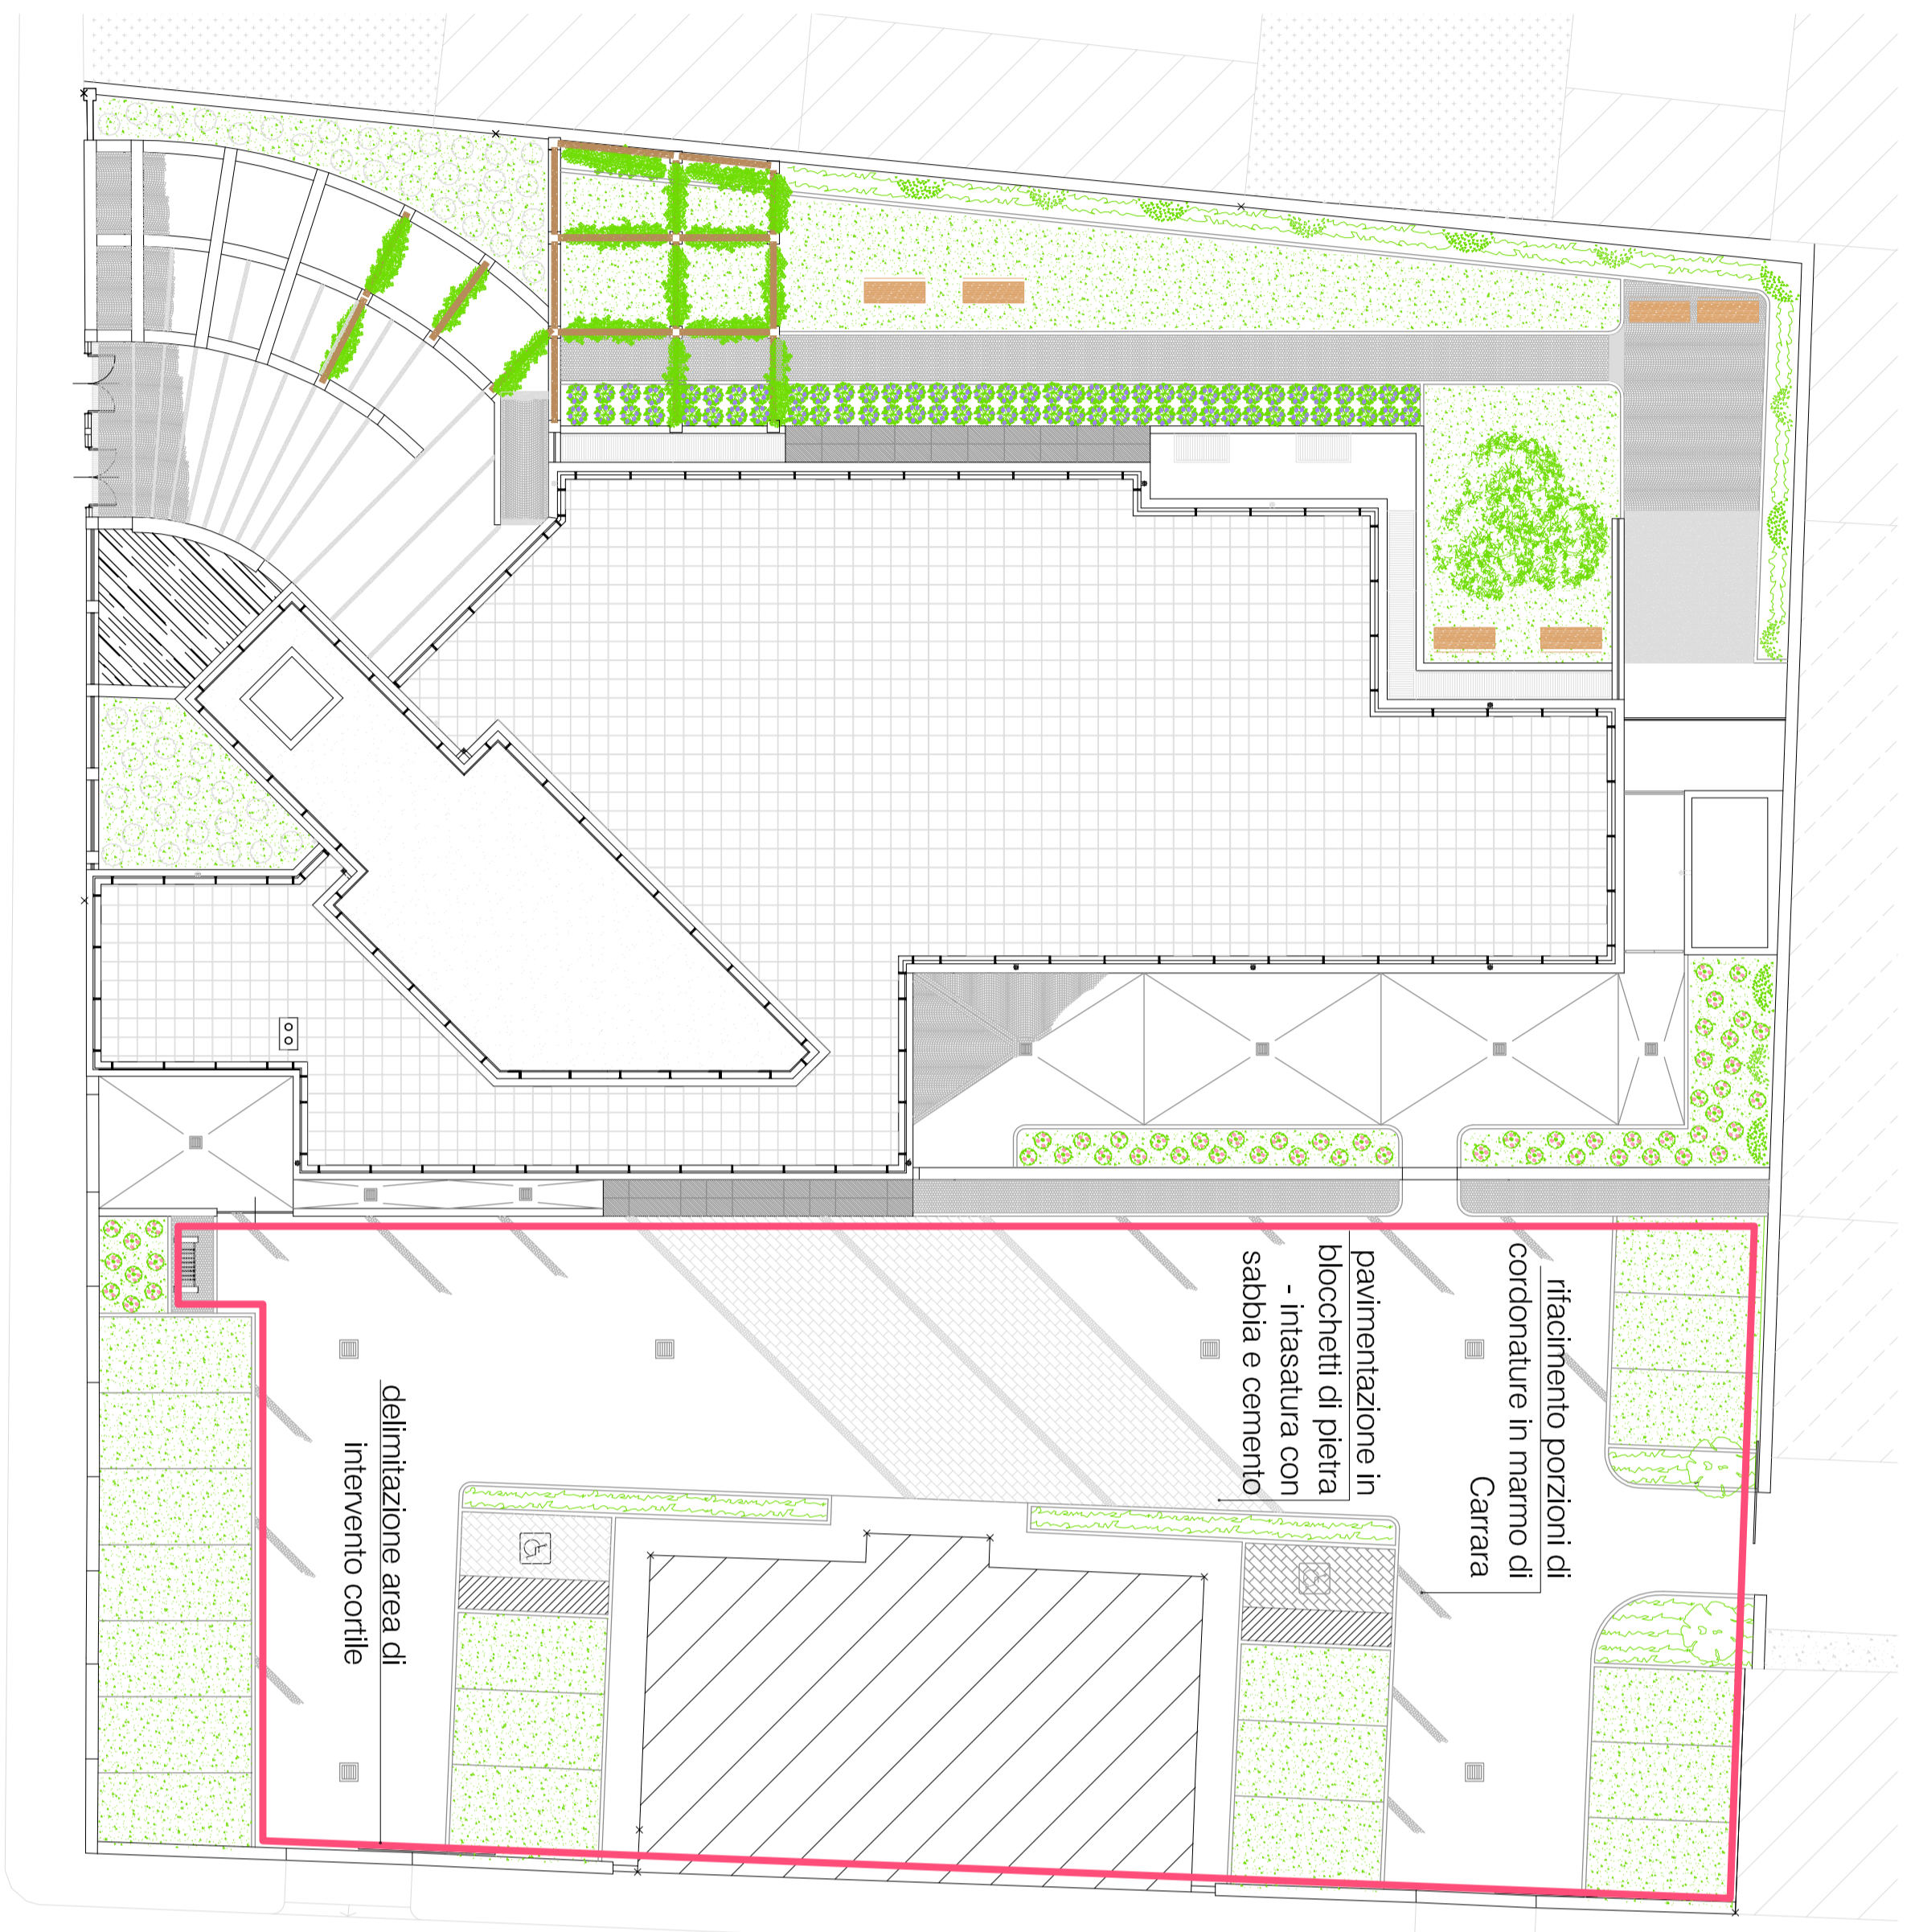 rifacimento porzioni di
cordonature in marmo di
Carrara
pavimentazione in
blocchetti di pietra
- intasatura con
sabbia e cemento
delimitazione area di
intervento cortile